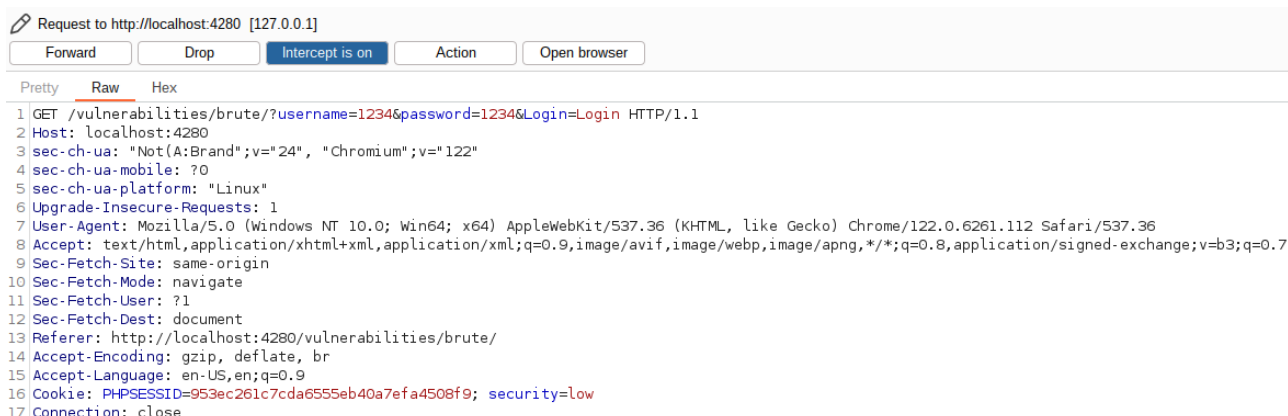 Request to http://localhost:4280 [127.0.0.1]
Forward Drop Intercept is on Action Open browser
Pretty Raw Hex
1 GET /vulnerabilities/brute/?username=1234&password=1234&Login=Login HTTP/1.1
2 Host: localhost:4280
3 sec-ch-ua: "Not(A:Brand";v="24", "Chromium";v="122"
4 sec-ch-ua-mobile: ?0
5 sec-ch-ua-platform: "Linux"
6 Upgrade-Insecure-Requests: 1
7 User-Agent: Mozilla/5.0 (Windows NT 10.0; Win64; x64) AppleWebKit/537.36 (KHTML, like Gecko) Chrome/122.0.6261.112 Safari/537.36
8 Accept: text/html,application/xhtml+xml,application/xml;q=0.9,image/avif,image/webp,image/apng,*/*;q=0.8,application/signed-exchange;v=b3;q=0.7
9 Sec-Fetch-Site: same-origin
10 Sec-Fetch-Mode: navigate
11 Sec-Fetch-User: ?1
12 Sec-Fetch-Dest: document
13 Referer: http://localhost:4280/vulnerabilities/brute/
14 Accept-Encoding: gzip, deflate, br
15 Accept-Language: en-US,en;q=0.9
16 Cookie: PHPSESSID=953ec261c7cda6555eb40a7efa4508f9; security=low
17 Connection: close